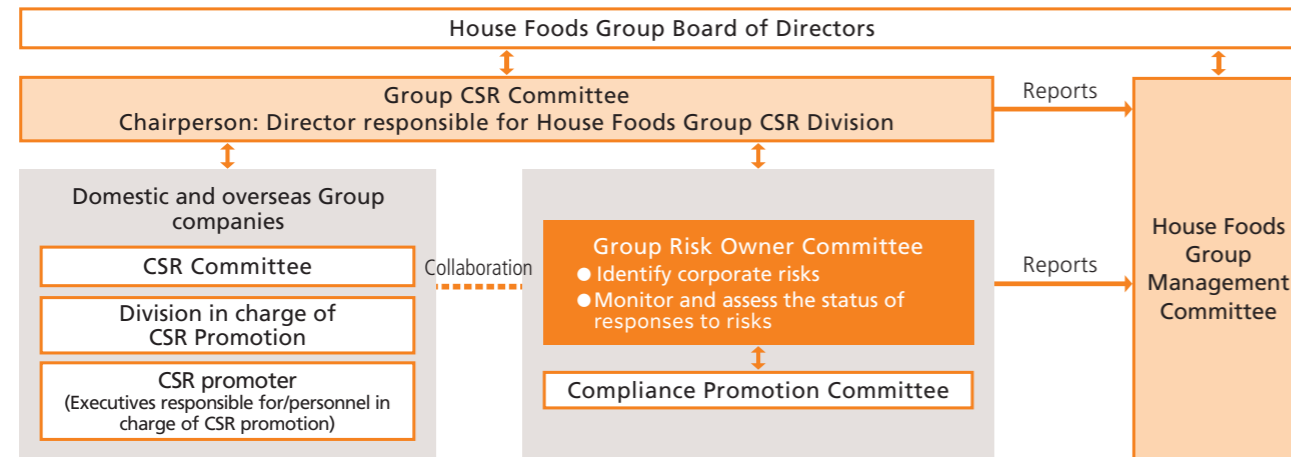 House Foods Group Board of Directors
Group CSR Committee
Chairperson: Director responsible for House Foods Group CSR Division
Reports
Domestic and overseas Group
companies
CSR Committee
Division in charge of
CSR Promotion
CSR promoter
(Executives responsible for/personnel in
charge of CSR promotion)
Collaboration
Group Risk Owner Committee
● Identify corporate risks
● Monitor and assess the status of
responses to risks
Compliance Promotion Committee
Reports
House Foods
Group
Management
Committee